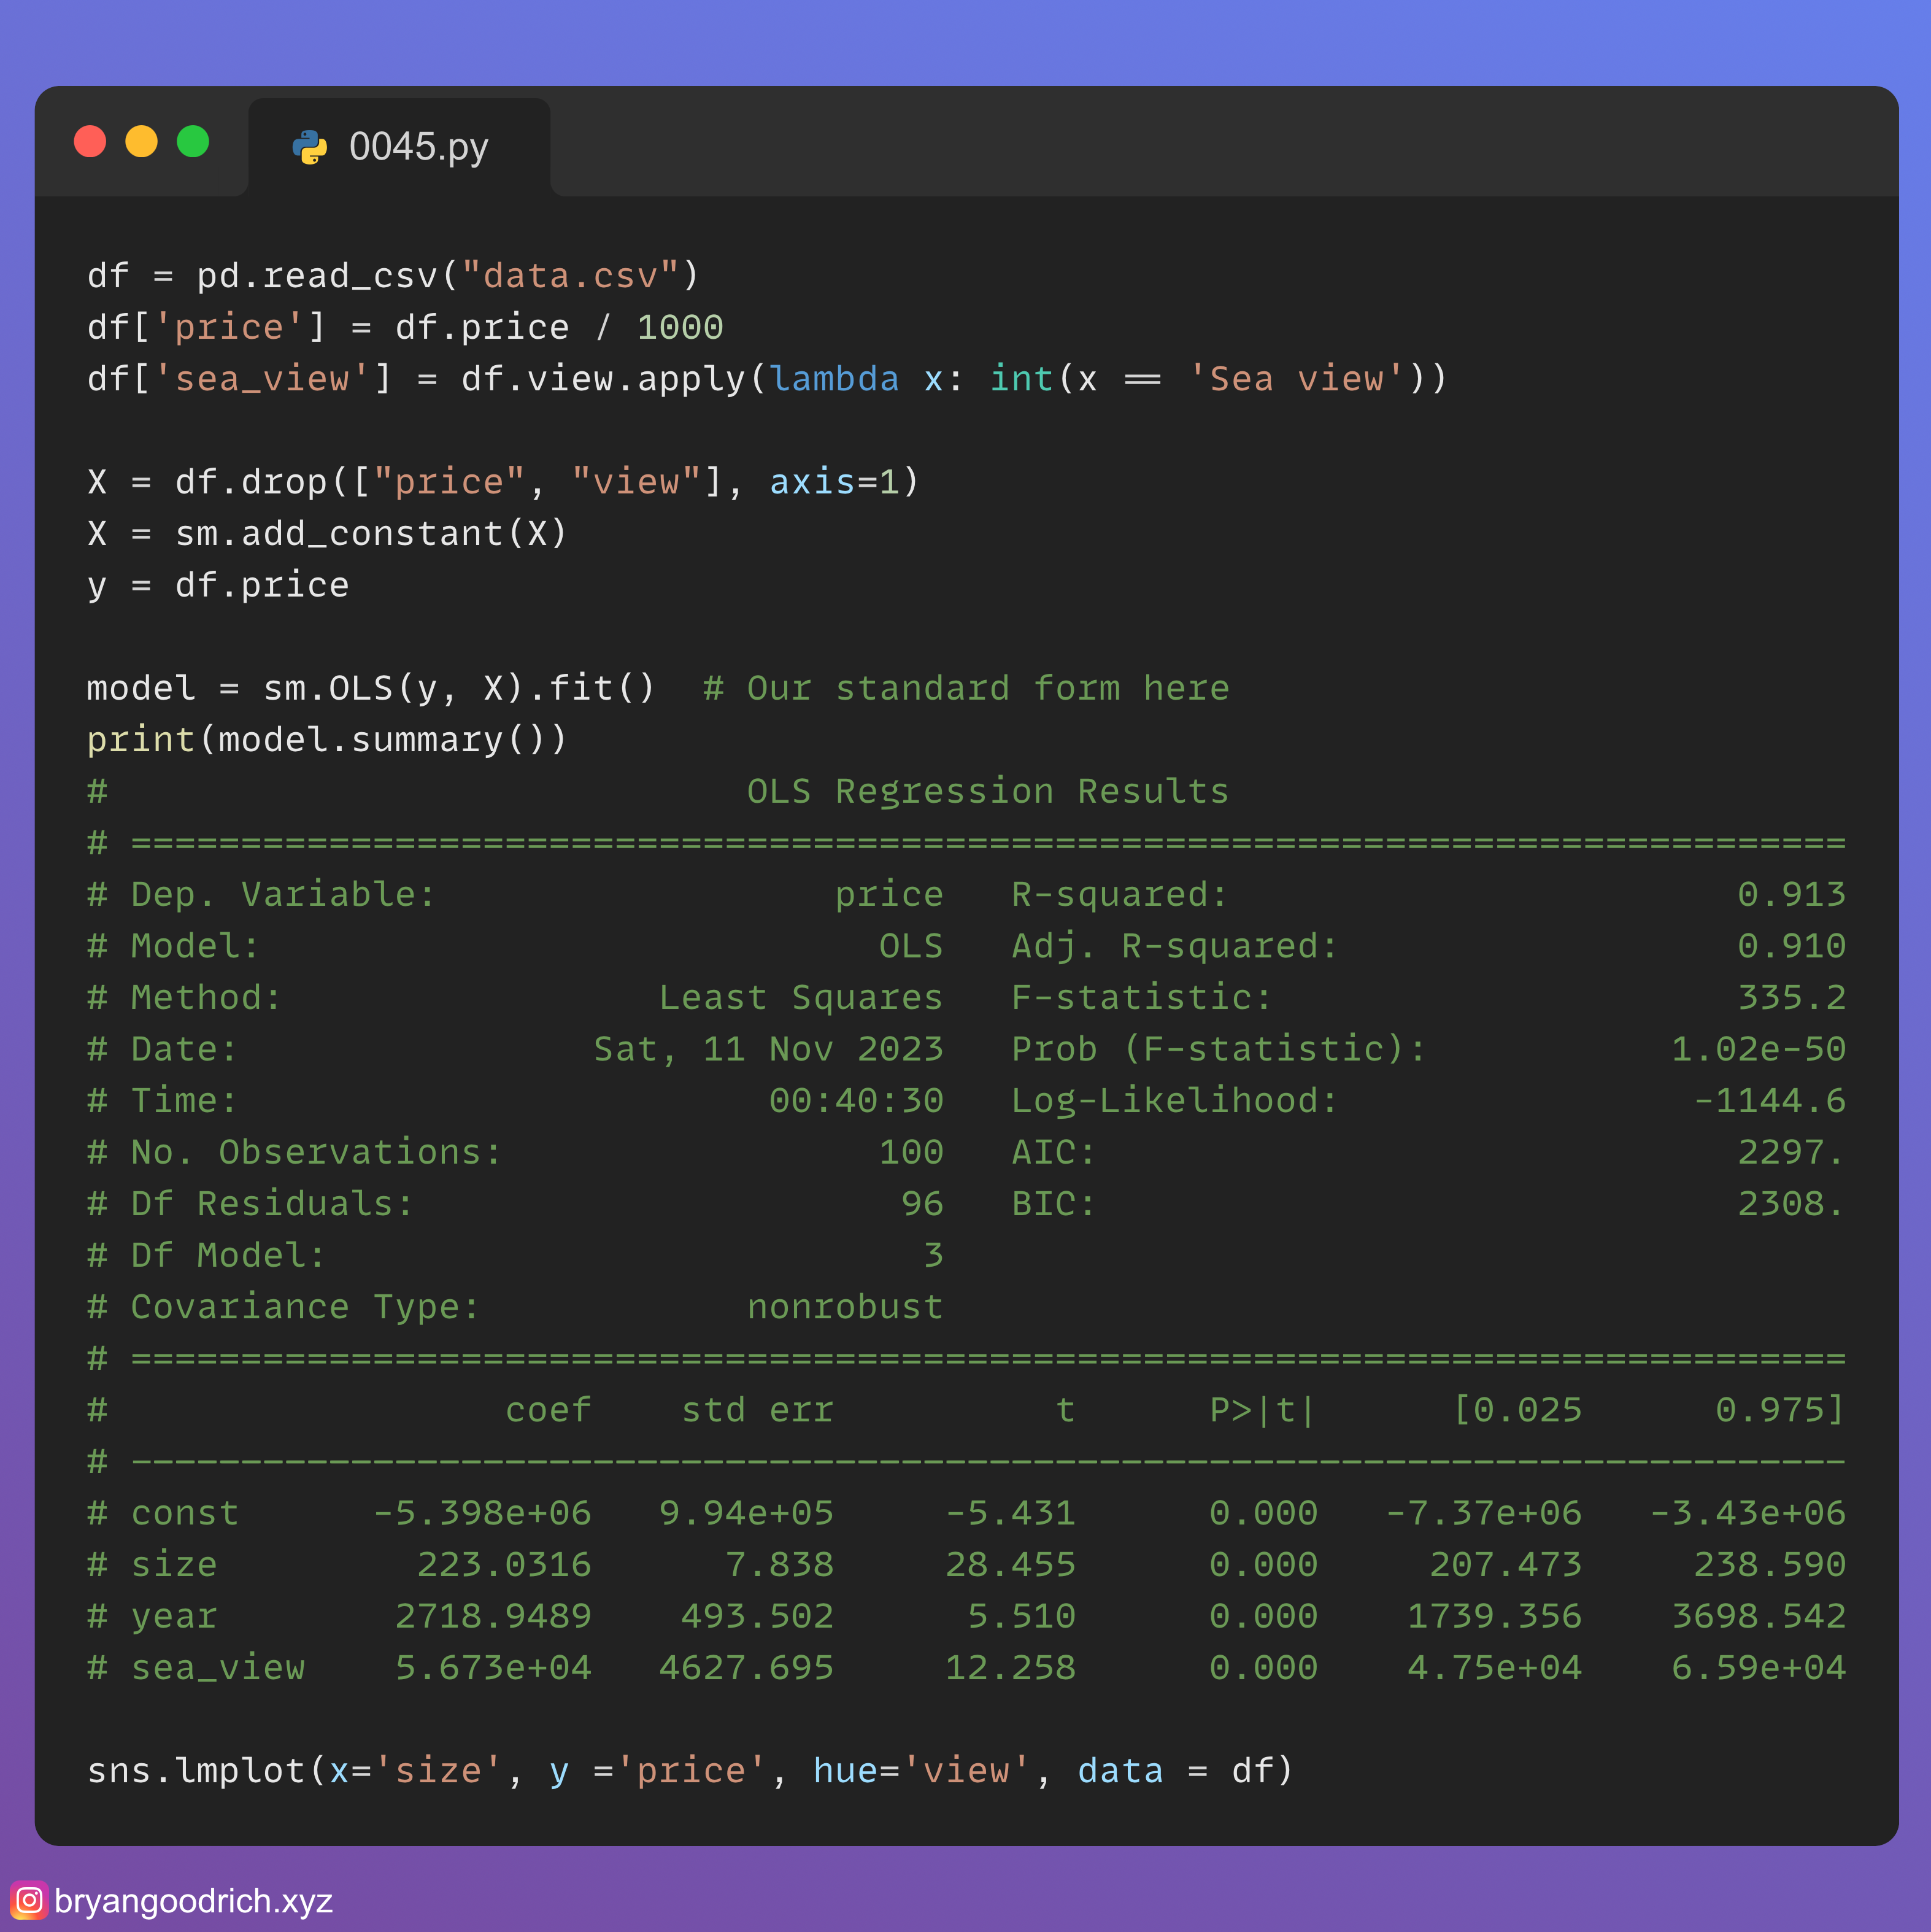 0045.py
df = pd.read_csv("data.csv")
df['price'] = df.price / 1000
df['sea_view'] = df.view.apply(lambda x: int(x == 'Sea view'))
X = df.drop(["price", "view"], axis=1)
X = sm.add_constant(X)
y = df.price
model = sm.OLS(y, X).fit()  # Our standard form here
print(model.summary())
#                             OLS Regression Results
# ==============================================================================
# Dep. Variable:                  price   R-squared:                       0.913
# Model:                            OLS   Adj. R-squared:                  0.910
# Method:                 Least Squares   F-statistic:                     335.2
# Date:                Sat, 11 Nov 2023   Prob (F-statistic):           1.02e-50
# Time:                        00:40:30   Log-Likelihood:                -1144.6
# No. Observations:                 100   AIC:                             2297.
# Df Residuals:                      96   BIC:                             2308.
# Df Model:                           3
# Covariance Type:            nonrobust
# ==============================================================================
#                  coef    std err          t      P>|t|      [0.025      0.975]
# ------------------------------------------------------------------------------
# const      -5.398e+06   9.94e+05     -5.431      0.000   -7.37e+06   -3.43e+06
# size         223.0316      7.838     28.455      0.000     207.473     238.590
# year        2718.9489    493.502      5.510      0.000    1739.356    3698.542
# sea_view    5.673e+04   4627.695     12.258      0.000    4.75e+04    6.59e+04
sns.lmplot(x='size', y ='price', hue='view', data = df)
bryangoodrich.xyz